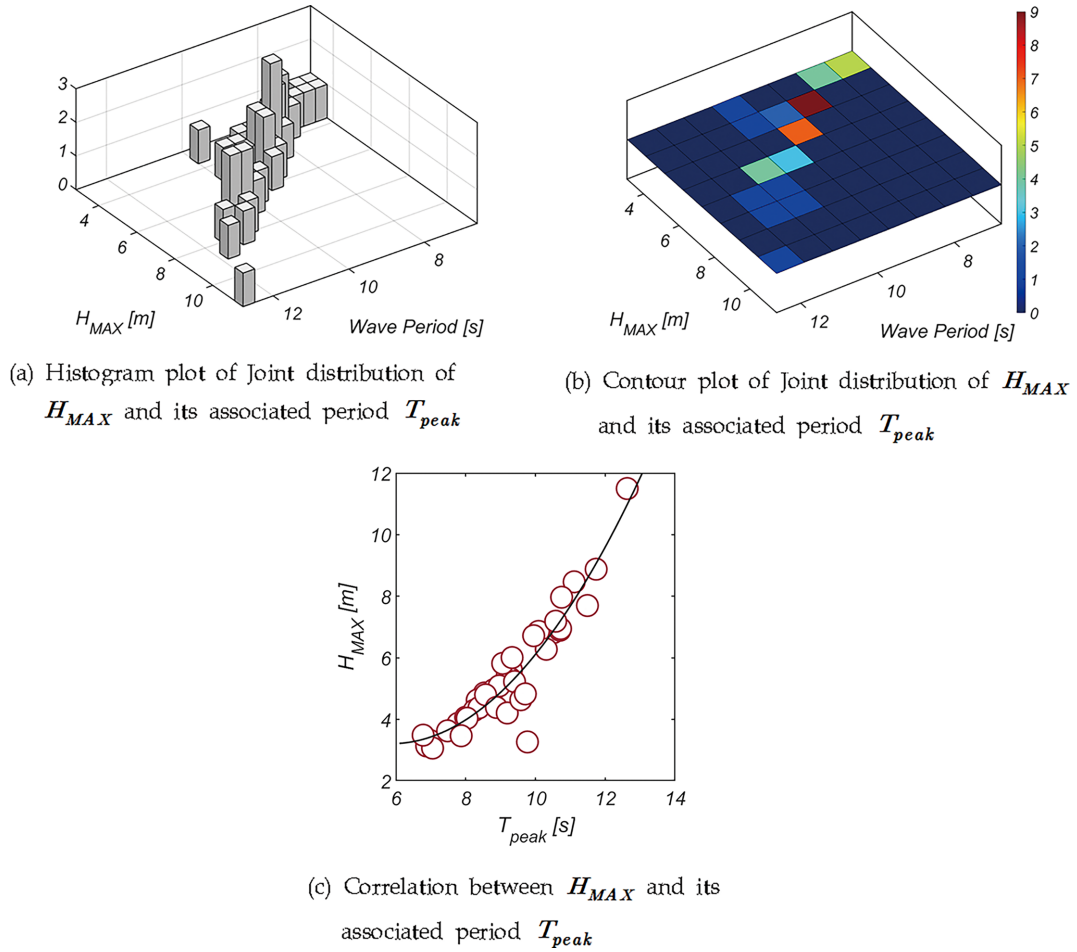 3
2
1
0
4
6
8
10
12
10
8
H_MAX [m]
Wave Period [s]
9
8
7
6
5
4
3
2
1
0
4
6
8
10
12
10
8
H_MAX [m]
Wave Period [s]
(a) Histogram plot of Joint distribution of
H_MAX and its associated period T_peak
(b) Contour plot of Joint distribution of H_MAX
and its associated period T_peak
12
10
8
6
4
2
H_MAX [m]
6 8 10 12 14
T_peak [s]
(c) Correlation between H_MAX and its
associated period T_peak